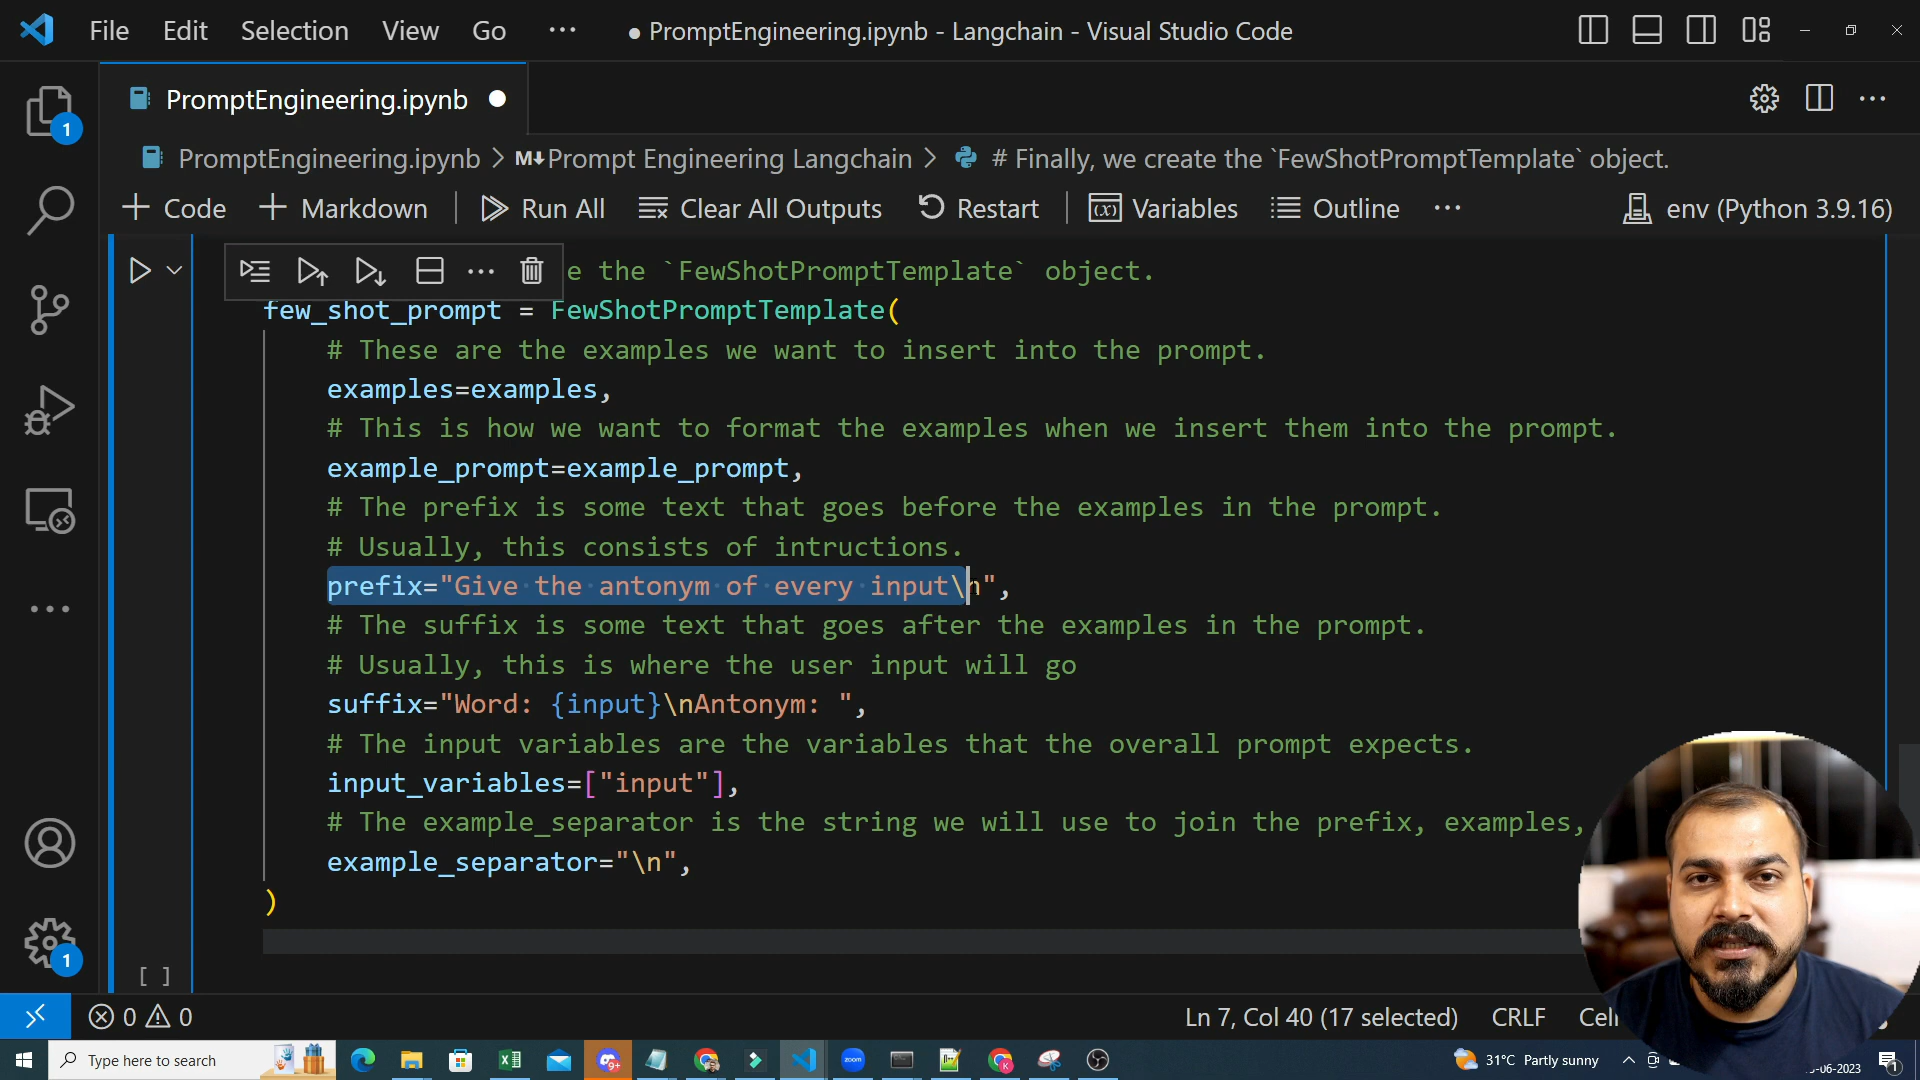 File Edit Selection View Go ··· ● PromptEngineering.ipynb - Langchain - Visual Studio Code
PromptEngineering.ipynb ●
PromptEngineering.ipynb > M↓Prompt Engineering Langchain > # Finally, we create the `FewShotPromptTemplate` object.
+ Code + Markdown | Run All Clear All Outputs Restart | Variables Outline ··· env (Python 3.9.16)
e the `FewShotPromptTemplate` object.
few_shot_prompt = FewShotPromptTemplate(
# These are the examples we want to insert into the prompt.
examples=examples,
# This is how we want to format the examples when we insert them into the prompt.
example_prompt=example_prompt,
# The prefix is some text that goes before the examples in the prompt.
# Usually, this consists of intructions.
prefix="Give the antonym of every input\n",
# The suffix is some text that goes after the examples in the prompt.
# Usually, this is where the user input will go
suffix="Word: {input}\nAntonym: ",
# The input variables are the variables that the overall prompt expects.
input_variables=["input"],
# The example_separator is the string we will use to join the prefix, examples,
example_separator="\n",
)
[ ]
1
1
0 0 Ln 7, Col 40 (17 selected) CRLF Cell
Type here to search 9+ zoom 31°C Partly sunny -06-2023 1